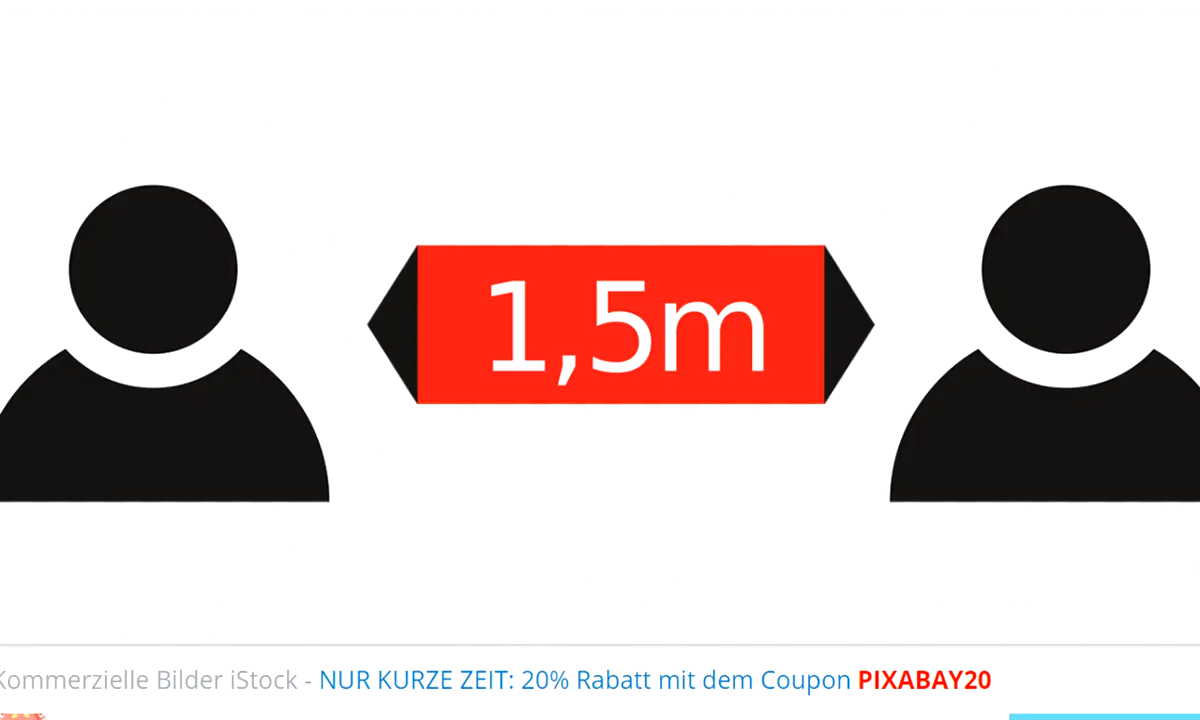 1,5m
Kommerzielle Bilder iStock - NUR KURZE ZEIT: 20% Rabatt mit dem Coupon PIXABAY20